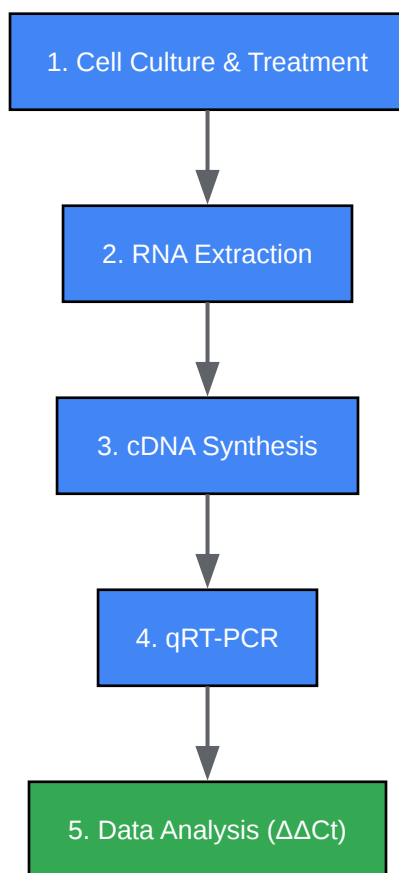 1. Cell Culture & Treatment
2. RNA Extraction
3. cDNA Synthesis
4. qRT-PCR
5. Data Analysis (ΔΔCt)